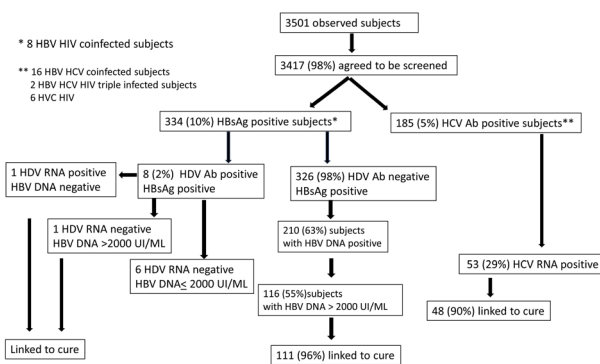 3501 observed subjects
* 8 HBV HIV coinfected subjects
3417 (98%) agreed to be screened
** 16 HBV HCV coinfected subjects
2 HBV HCV HIV triple infected subjects
6 HVC HIV
334 (10%) HBsAg positive subjects*
185 (5%) HCV Ab positive subjects**
1 HDV RNA positive
HBV DNA negative
8 (2%) HDV Ab positive
HBsAg positive
326 (98%) HDV Ab negative
HBsAg positive
1 HDV RNA negative
HBV DNA >2000 UI/ML
210 (63%) subjects
with HBV DNA positive
6 HDV RNA negative
HBV DNA≤ 2000 UI/ML
53 (29%) HCV RNA positive
116 (55%)subjects
with HBV DNA > 2000 UI/ML
48 (90%) linked to cure
Linked to cure
111 (96%) linked to cure